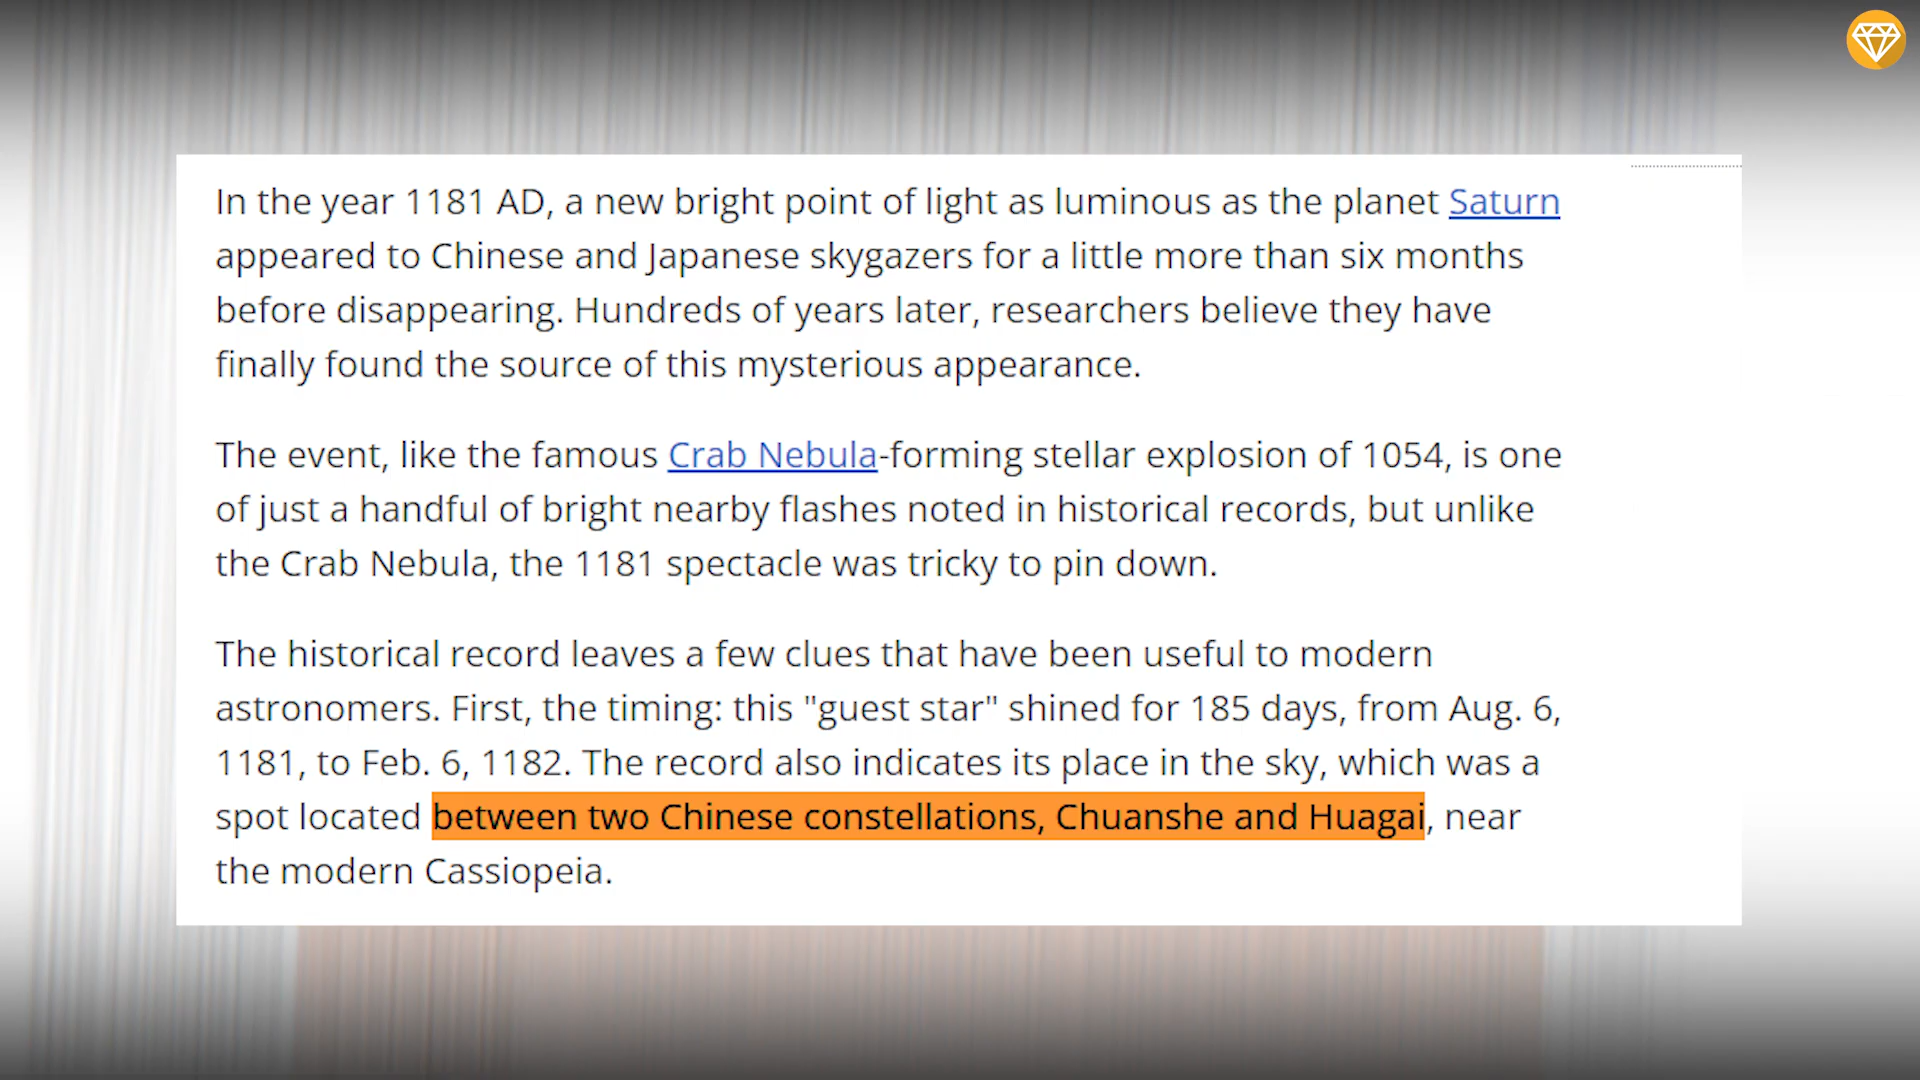 In the year 1181 AD, a new bright point of light as luminous as the planet Saturn
appeared to Chinese and Japanese skygazers for a little more than six months
before disappearing. Hundreds of years later, researchers believe they have
finally found the source of this mysterious appearance.
The event, like the famous Crab Nebula-forming stellar explosion of 1054, is one
of just a handful of bright nearby flashes noted in historical records, but unlike
the Crab Nebula, the 1181 spectacle was tricky to pin down.
The historical record leaves a few clues that have been useful to modern
astronomers. First, the timing: this "guest star" shined for 185 days, from Aug. 6,
1181, to Feb. 6, 1182. The record also indicates its place in the sky, which was a
spot located between two Chinese constellations, Chuanshe and Huagai, near
the modern Cassiopeia.